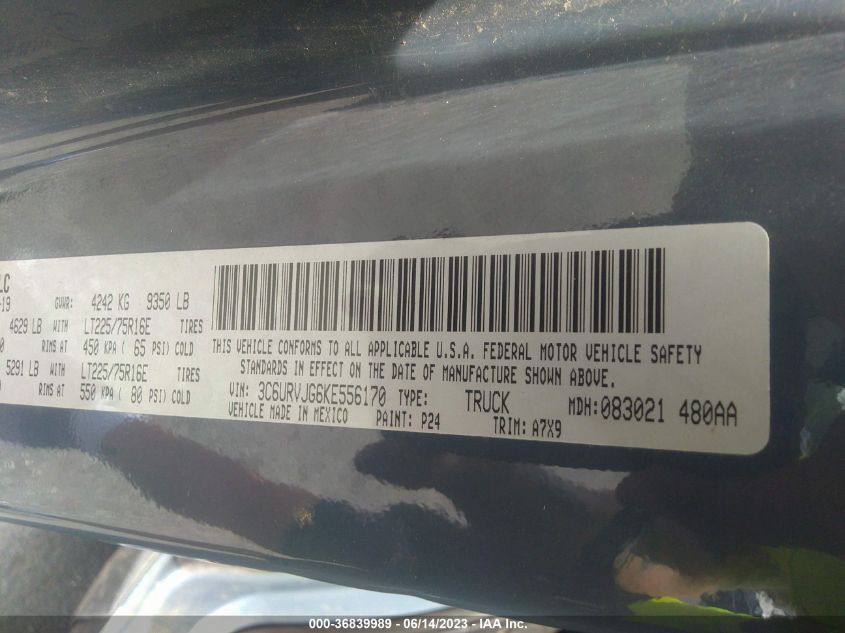 LC
-19 GVWR: 4242 KG 9350 LB
4629 LB WITH LT225/75R16E TIRES
0 RIMS AT 450 KPA ( 65 PSI) COLD
5291 LB WITH LT225/75R16E TIRES
RIMS AT 550 KPA ( 80 PSI) COLD
THIS VEHICLE CONFORMS TO ALL APPLICABLE U.S.A. FEDERAL MOTOR VEHICLE SAFETY
STANDARDS IN EFFECT ON THE DATE OF MANUFACTURE SHOWN ABOVE.
VIN: 3C6URVJG6KE556170 TYPE: TRUCK MDH: 083021 480AA
VEHICLE MADE IN MEXICO PAINT: P24 TRIM: A7X9
000-36839989 - 06/14/2023 - IAA Inc.